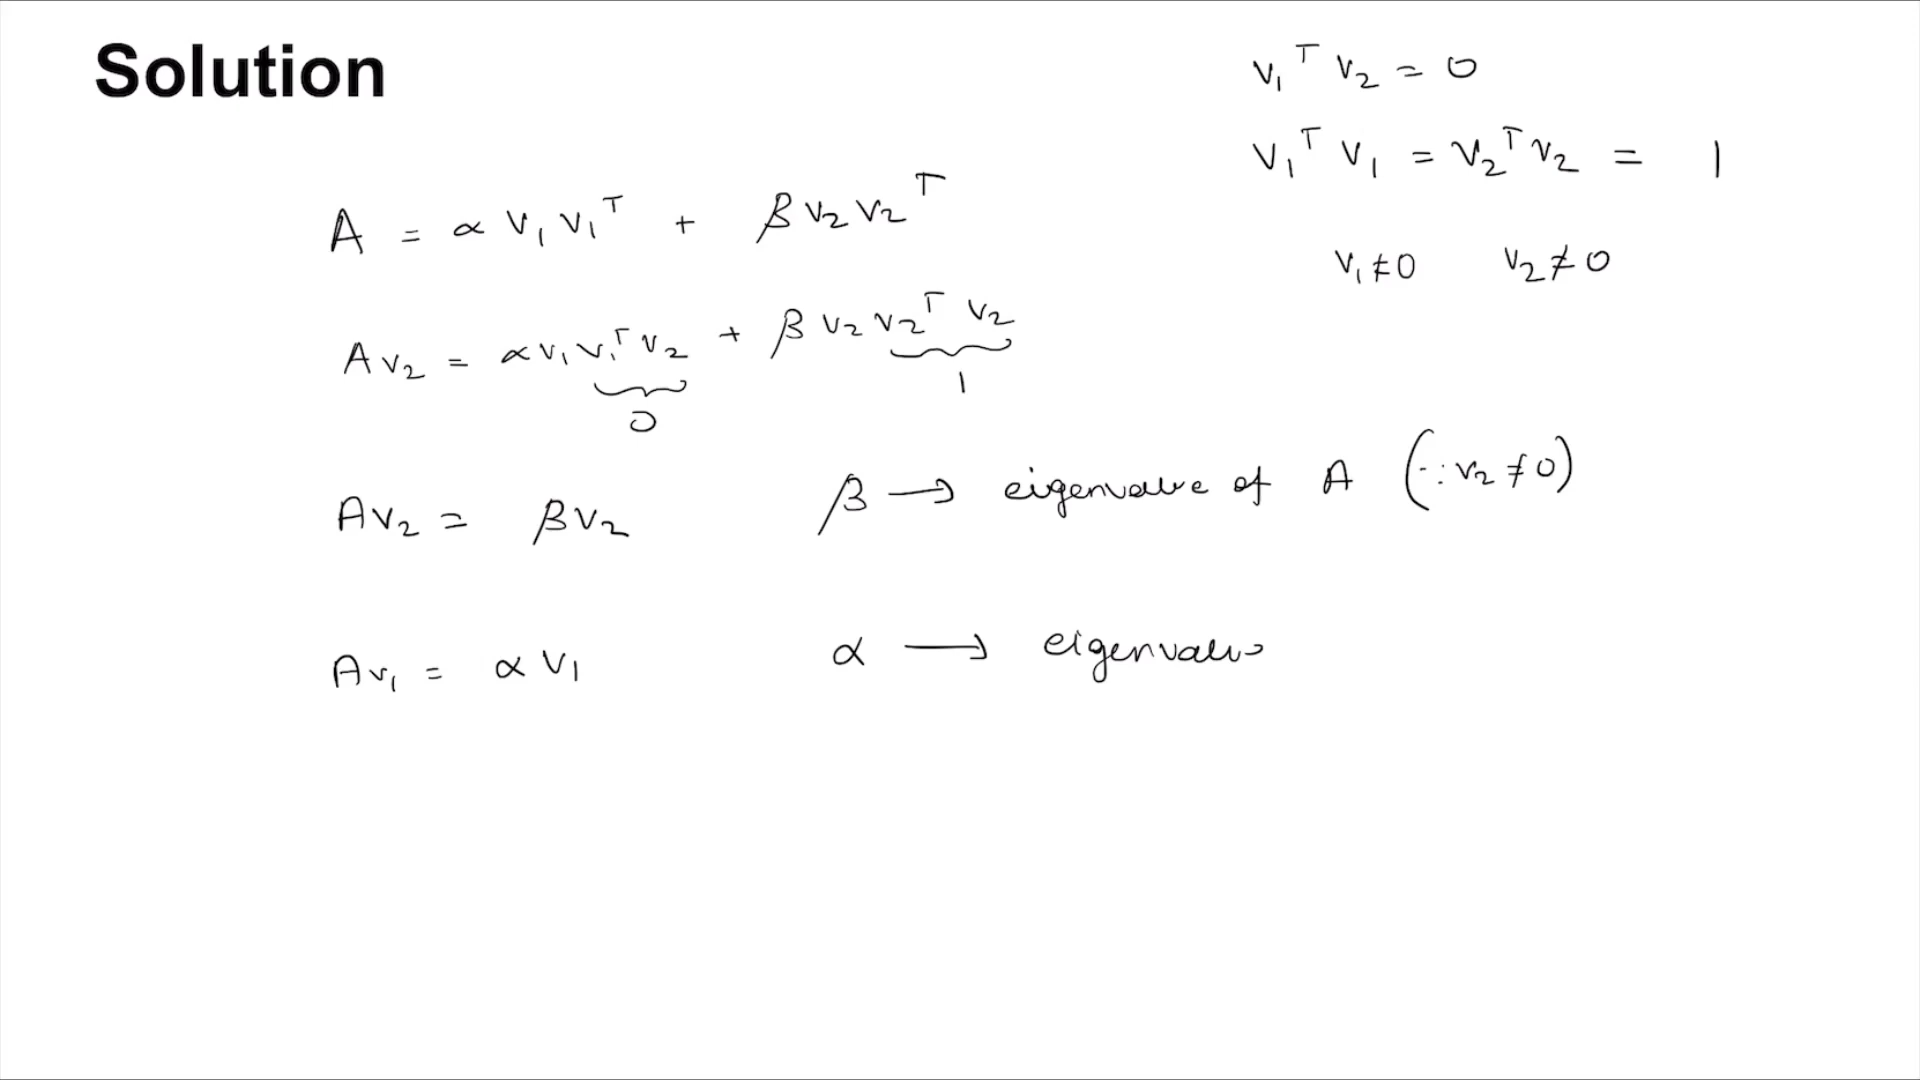 Solution
v₁ᵀ v₂ = 0
v₁ᵀ v₁ = v₂ᵀ v₂ = 1
A = α v₁ v₁ᵀ + β v₂ v₂ᵀ
v₁ ≠ 0 v₂ ≠ 0
A v₂ = α v₁ v₁ᵀ v₂ + β v₂ v₂ᵀ v₂
0 1
A v₂ = β v₂ β → eigenvalue of A (∵ v₂ ≠ 0)
A v₁ = α v₁ α → eigenvalue